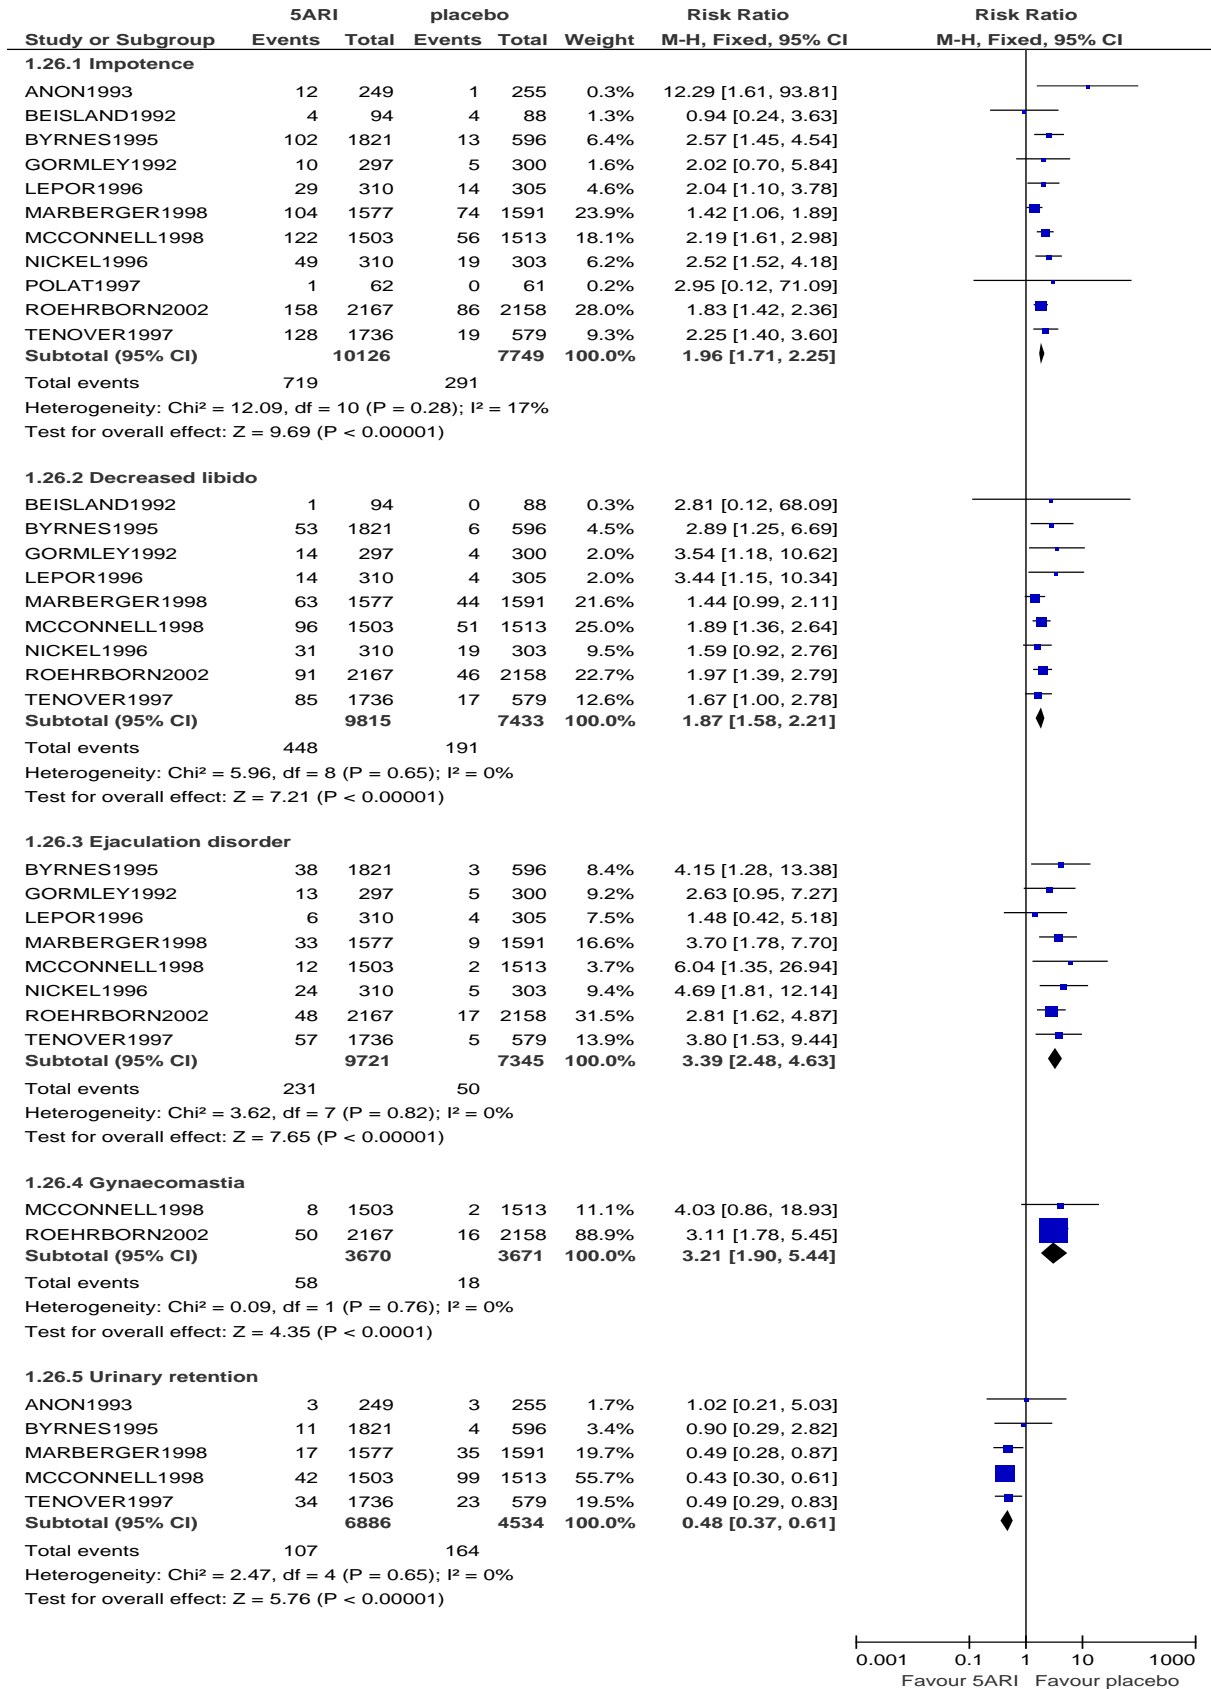 5ARI placebo Risk Ratio Risk Ratio
Study or Subgroup Events Total Events Total Weight M-H, Fixed, 95% CI M-H, Fixed, 95% CI
1.26.1 Impotence
ANON1993 12 249 1 255 0.3% 12.29 [1.61, 93.81]
BEISLAND1992 4 94 4 88 1.3% 0.94 [0.24, 3.63]
BYRNES1995 102 1821 13 596 6.4% 2.57 [1.45, 4.54]
GORMLEY1992 10 297 5 300 1.6% 2.02 [0.70, 5.84]
LEPOR1996 29 310 14 305 4.6% 2.04 [1.10, 3.78]
MARBERGER1998 104 1577 74 1591 23.9% 1.42 [1.06, 1.89]
MCCONNELL1998 122 1503 56 1513 18.1% 2.19 [1.61, 2.98]
NICKEL1996 49 310 19 303 6.2% 2.52 [1.52, 4.18]
POLAT1997 1 62 0 61 0.2% 2.95 [0.12, 71.09]
ROEHRBORN2002 158 2167 86 2158 28.0% 1.83 [1.42, 2.36]
TENOVER1997 128 1736 19 579 9.3% 2.25 [1.40, 3.60]
Subtotal (95% CI) 10126 7749 100.0% 1.96 [1.71, 2.25]
Total events 719 291
Heterogeneity: Chi² = 12.09, df = 10 (P = 0.28); I² = 17%
Test for overall effect: Z = 9.69 (P < 0.00001)
1.26.2 Decreased libido
BEISLAND1992 1 94 0 88 0.3% 2.81 [0.12, 68.09]
BYRNES1995 53 1821 6 596 4.5% 2.89 [1.25, 6.69]
GORMLEY1992 14 297 4 300 2.0% 3.54 [1.18, 10.62]
LEPOR1996 14 310 4 305 2.0% 3.44 [1.15, 10.34]
MARBERGER1998 63 1577 44 1591 21.6% 1.44 [0.99, 2.11]
MCCONNELL1998 96 1503 51 1513 25.0% 1.89 [1.36, 2.64]
NICKEL1996 31 310 19 303 9.5% 1.59 [0.92, 2.76]
ROEHRBORN2002 91 2167 46 2158 22.7% 1.97 [1.39, 2.79]
TENOVER1997 85 1736 17 579 12.6% 1.67 [1.00, 2.78]
Subtotal (95% CI) 9815 7433 100.0% 1.87 [1.58, 2.21]
Total events 448 191
Heterogeneity: Chi² = 5.96, df = 8 (P = 0.65); I² = 0%
Test for overall effect: Z = 7.21 (P < 0.00001)
1.26.3 Ejaculation disorder
BYRNES1995 38 1821 3 596 8.4% 4.15 [1.28, 13.38]
GORMLEY1992 13 297 5 300 9.2% 2.63 [0.95, 7.27]
LEPOR1996 6 310 4 305 7.5% 1.48 [0.42, 5.18]
MARBERGER1998 33 1577 9 1591 16.6% 3.70 [1.78, 7.70]
MCCONNELL1998 12 1503 2 1513 3.7% 6.04 [1.35, 26.94]
NICKEL1996 24 310 5 303 9.4% 4.69 [1.81, 12.14]
ROEHRBORN2002 48 2167 17 2158 31.5% 2.81 [1.62, 4.87]
TENOVER1997 57 1736 5 579 13.9% 3.80 [1.53, 9.44]
Subtotal (95% CI) 9721 7345 100.0% 3.39 [2.48, 4.63]
Total events 231 50
Heterogeneity: Chi² = 3.62, df = 7 (P = 0.82); I² = 0%
Test for overall effect: Z = 7.65 (P < 0.00001)
1.26.4 Gynaecomastia
MCCONNELL1998 8 1503 2 1513 11.1% 4.03 [0.86, 18.93]
ROEHRBORN2002 50 2167 16 2158 88.9% 3.11 [1.78, 5.45]
Subtotal (95% CI) 3670 3671 100.0% 3.21 [1.90, 5.44]
Total events 58 18
Heterogeneity: Chi² = 0.09, df = 1 (P = 0.76); I² = 0%
Test for overall effect: Z = 4.35 (P < 0.0001)
1.26.5 Urinary retention
ANON1993 3 249 3 255 1.7% 1.02 [0.21, 5.03]
BYRNES1995 11 1821 4 596 3.4% 0.90 [0.29, 2.82]
MARBERGER1998 17 1577 35 1591 19.7% 0.49 [0.28, 0.87]
MCCONNELL1998 42 1503 99 1513 55.7% 0.43 [0.30, 0.61]
TENOVER1997 34 1736 23 579 19.5% 0.49 [0.29, 0.83]
Subtotal (95% CI) 6886 4534 100.0% 0.48 [0.37, 0.61]
Total events 107 164
Heterogeneity: Chi² = 2.47, df = 4 (P = 0.65); I² = 0%
Test for overall effect: Z = 5.76 (P < 0.00001)
0.001 0.1 1 10 1000
Favour 5ARI Favour placebo